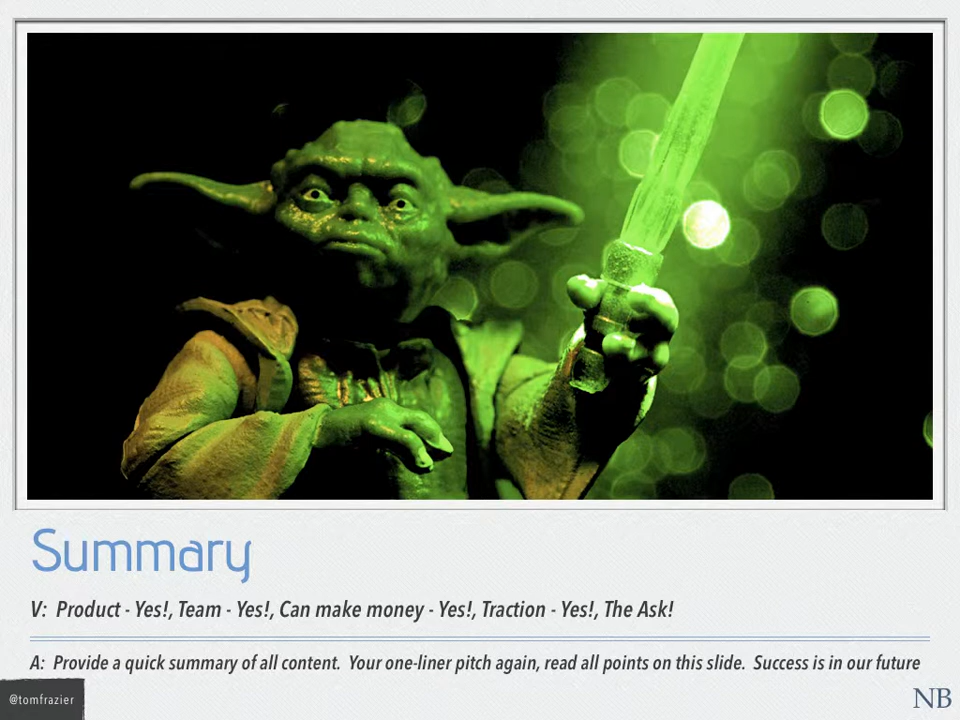 Summary
V:  Product - Yes!, Team - Yes!, Can make money - Yes!, Traction - Yes!, The Ask!
A:  Provide a quick summary of all content.  Your one-liner pitch again, read all points on this slide.  Success is in our future
@tomfrazier
NB